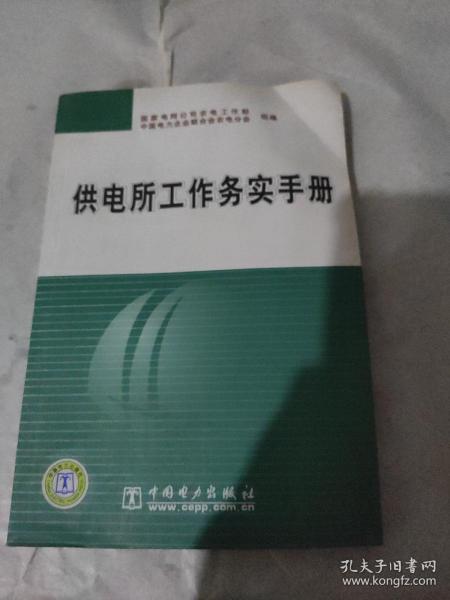 国家电网公司农电工作部
中国电力企业联合会农电分会 组编
供电所工作务实手册
中国电力出版社
www.cepp.com.cn
孔夫子旧书网
www.kongfz.com